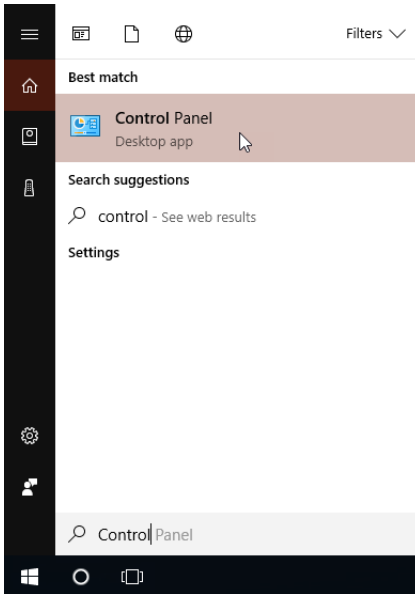 Filters
Best match
Control Panel
Desktop app
Search suggestions
control - See web results
Settings
Control Panel